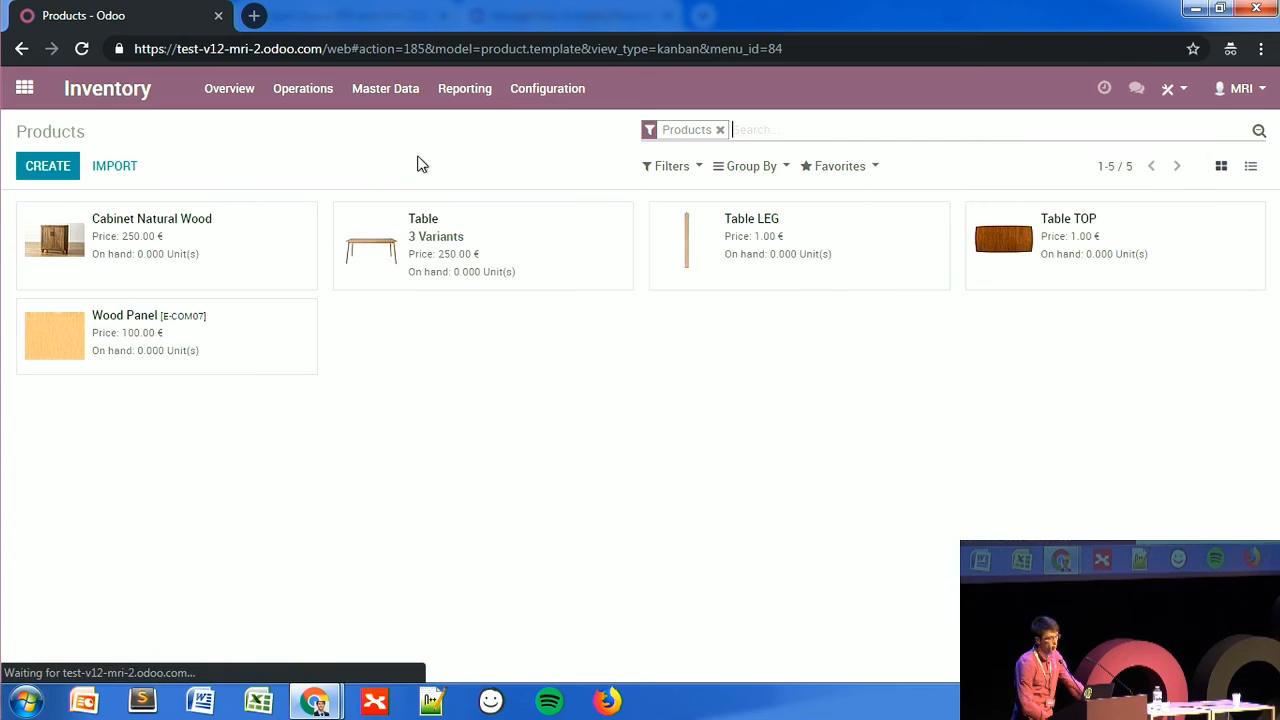 Products - Odoo
https://test-v12-mri-2.odoo.com/web#action=185&model=product.template&view_type=kanban&menu_id=84
Inventory Overview Operations Master Data Reporting Configuration MRI
Products
Products Search...
CREATE IMPORT
Filters Group By Favorites 1-5 / 5
Cabinet Natural Wood
Price: 250.00 €
On hand: 0.000 Unit(s)
Table
3 Variants
Price: 250.00 €
On hand: 0.000 Unit(s)
Table LEG
Price: 1.00 €
On hand: 0.000 Unit(s)
Table TOP
Price: 1.00 €
On hand: 0.000 Unit(s)
Wood Panel [E-COM07]
Price: 100.00 €
On hand: 0.000 Unit(s)
Waiting for test-v12-mri-2.odoo.com...